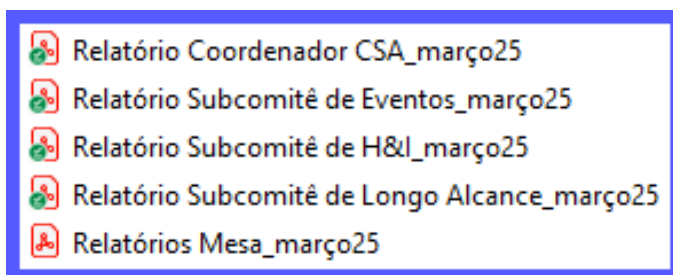 Relatório Coordenador CSA_março25
Relatório Subcomitê de Eventos_março25
Relatório Subcomitê de H&I_março25
Relatório Subcomitê de Longo Alcance_março25
Relatórios Mesa_março25